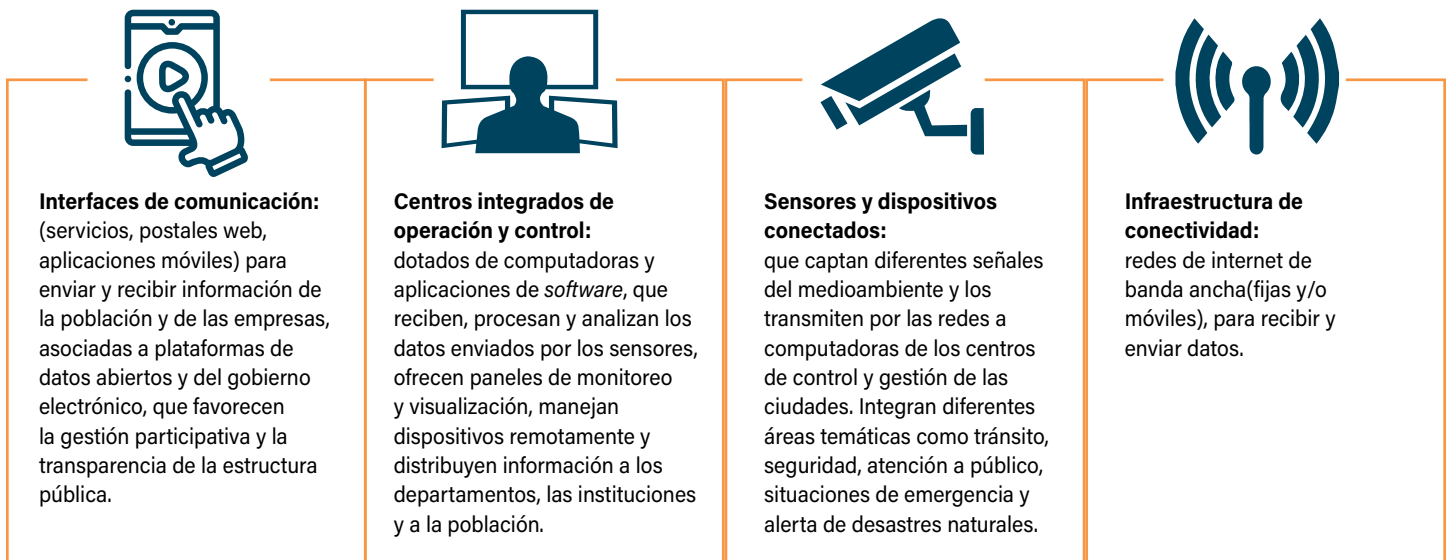 Interfaces de comunicación:
(servicios, postales web,
aplicaciones móviles) para
enviar y recibir información de
la población y de las empresas,
asociadas a plataformas de
datos abiertos y del gobierno
electrónico, que favorecen
la gestión participativa y la
transparencia de la estructura
pública.
Centros integrados de
operación y control:
dotados de computadoras y
aplicaciones de software, que
reciben, procesan y analizan los
datos enviados por los sensores,
ofrecen paneles de monitoreo
y visualización, manejan
dispositivos remotamente y
distribuyen información a los
departamentos, las instituciones
y a la población.
Sensores y dispositivos
conectados:
que captan diferentes señales
del medioambiente y los
transmiten por las redes a
computadoras de los centros
de control y gestión de las
ciudades. Integran diferentes
áreas temáticas como tránsito,
seguridad, atención a público,
situaciones de emergencia y
alerta de desastres naturales.
Infraestructura de
conectividad:
redes de internet de
banda ancha(fijas y/o
móviles), para recibir y
enviar datos.